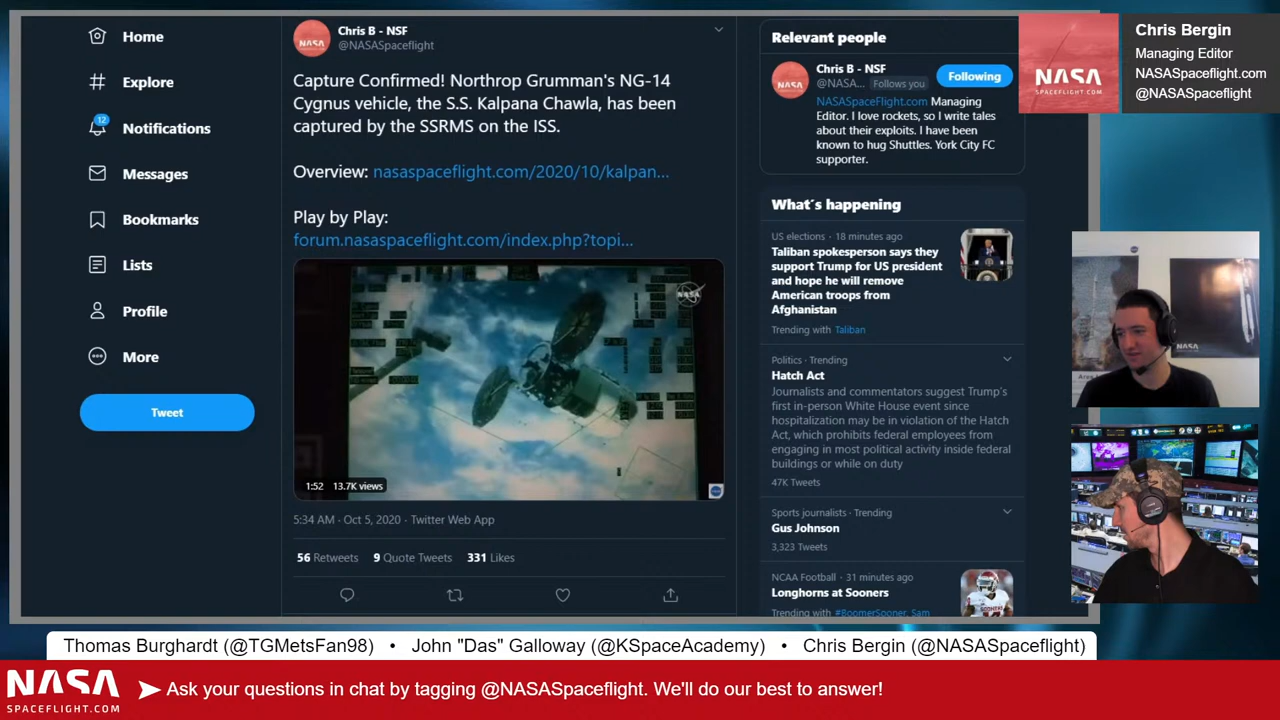 Home
Explore
12
Notifications
Messages
Bookmarks
Lists
Profile
More
Tweet
Chris B - NSF
@NASASpaceflight
Capture Confirmed! Northrop Grumman's NG-14
Cygnus vehicle, the S.S. Kalpana Chawla, has been
captured by the SSRMS on the ISS.
Overview: nasaspaceflight.com/2020/10/kalpan...
Play by Play:
forum.nasaspaceflight.com/index.php?topi...
NASA
1:52
13.7K views
5:34 AM · Oct 5, 2020 · Twitter Web App
56 Retweets 9 Quote Tweets 331 Likes
Relevant people
Chris B - NSF
@NASA... Follows you
Following
NASASpaceFlight.com Managing
Editor. I love rockets, so I write tales
about their exploits. I have been
known to hug Shuttles. York City FC
supporter.
What´s happening
US elections · 18 minutes ago
Taliban spokesperson says they
support Trump for US president
and hope he will remove
American troops from
Afghanistan
Trending with Taliban
Politics · Trending
Hatch Act
Journalists and commentators suggest Trump's
first in-person White House event since
hospitalization may be in violation of the Hatch
Act, which prohibits federal employees from
engaging in most political activity inside federal
buildings or while on duty
47K Tweets
Sports journalists · Trending
Gus Johnson
3,323 Tweets
NCAA Football · 31 minutes ago
Longhorns at Sooners
Trending with #BoomerSooner, Sam
NASA
SPACEFLIGHT.COM
Chris Bergin
Managing Editor
NASASpaceflight.com
@NASASpaceflight
NASA
Thomas Burghardt (@TGMetsFan98) • John "Das" Galloway (@KSpaceAcademy) • Chris Bergin (@NASASpaceflight)
NASA
SPACEFLIGHT.COM
Ask your questions in chat by tagging @NASASpaceflight. We'll do our best to answer!